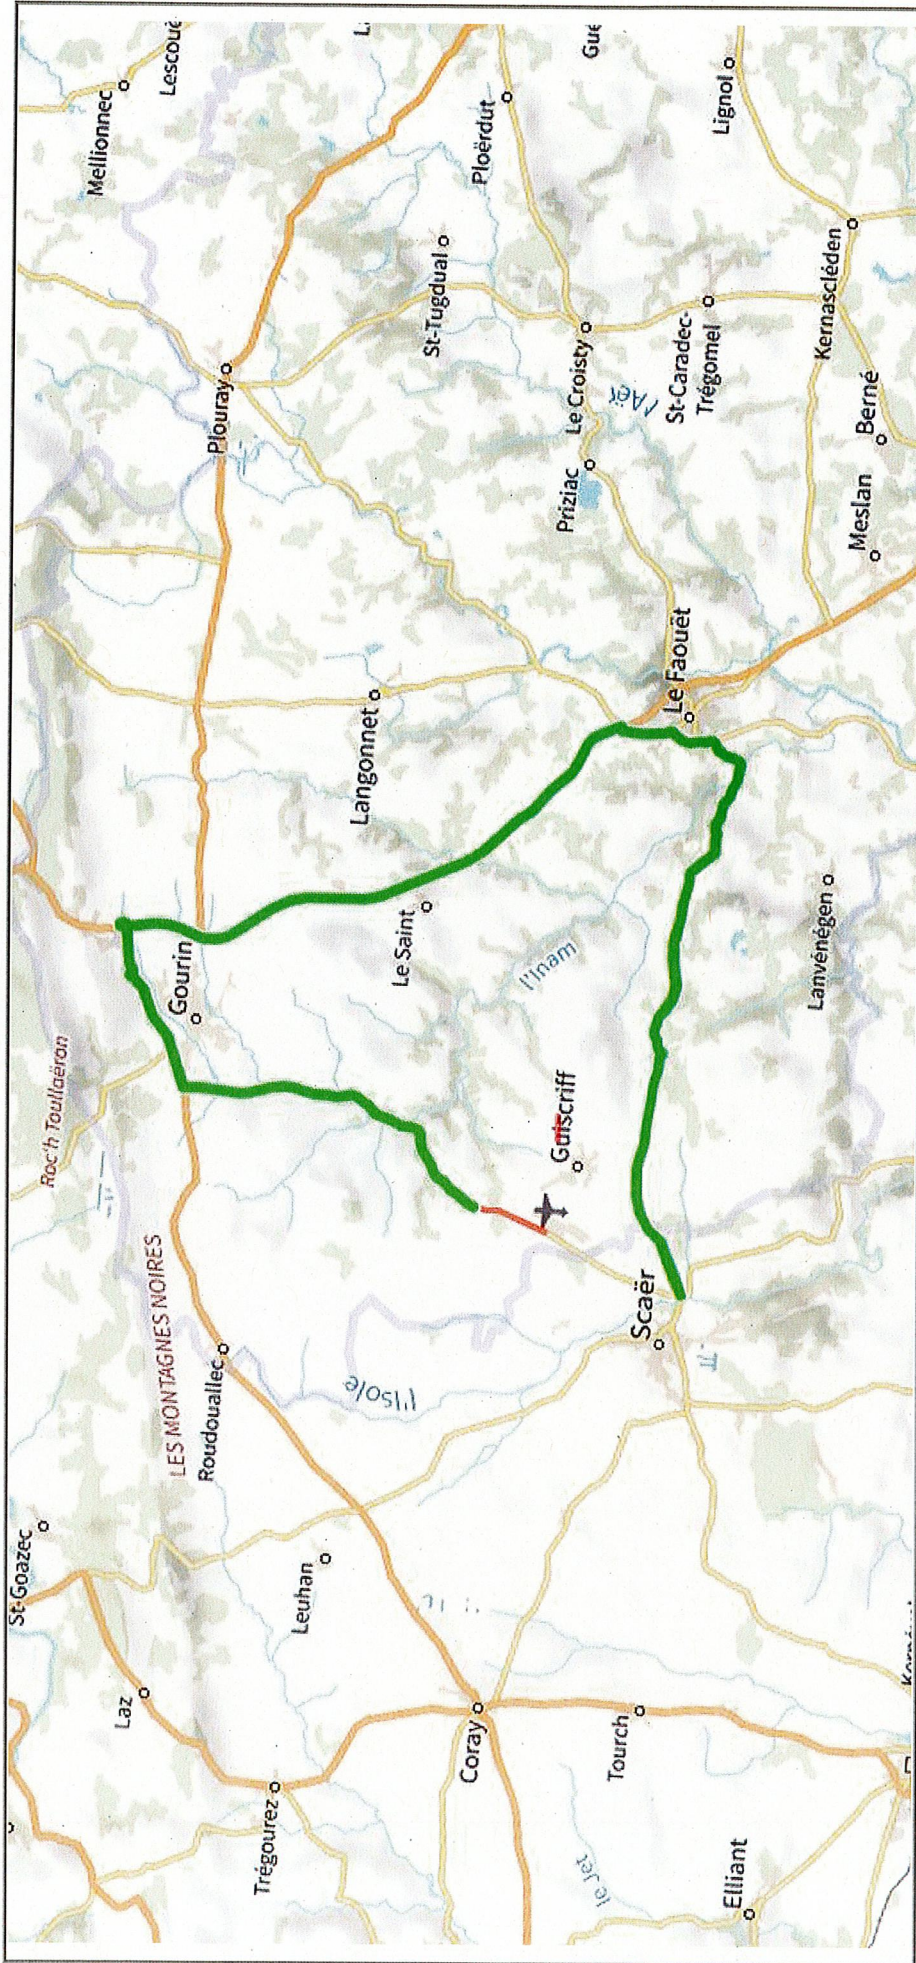 St-Goazec
Laz
Trégourez
Leuhan
Coray
Tourch
Elliant
le Jet
LES MONTAGNES NOIRES
Roudouallec
l'Isole
Scaër
Roc'h Toullaëron
Gourin
Guiscriff
Le Saint
l'Inam
Lanvénégen
Langonnet
Le Faouët
Plouray
Priziac
Meslan
Berné
Le Croisty
l'Aër
St-Tugdual
St-Caradec-
Trégomel
Kernascléden
Mellionnec
Ploërdut
Lignol